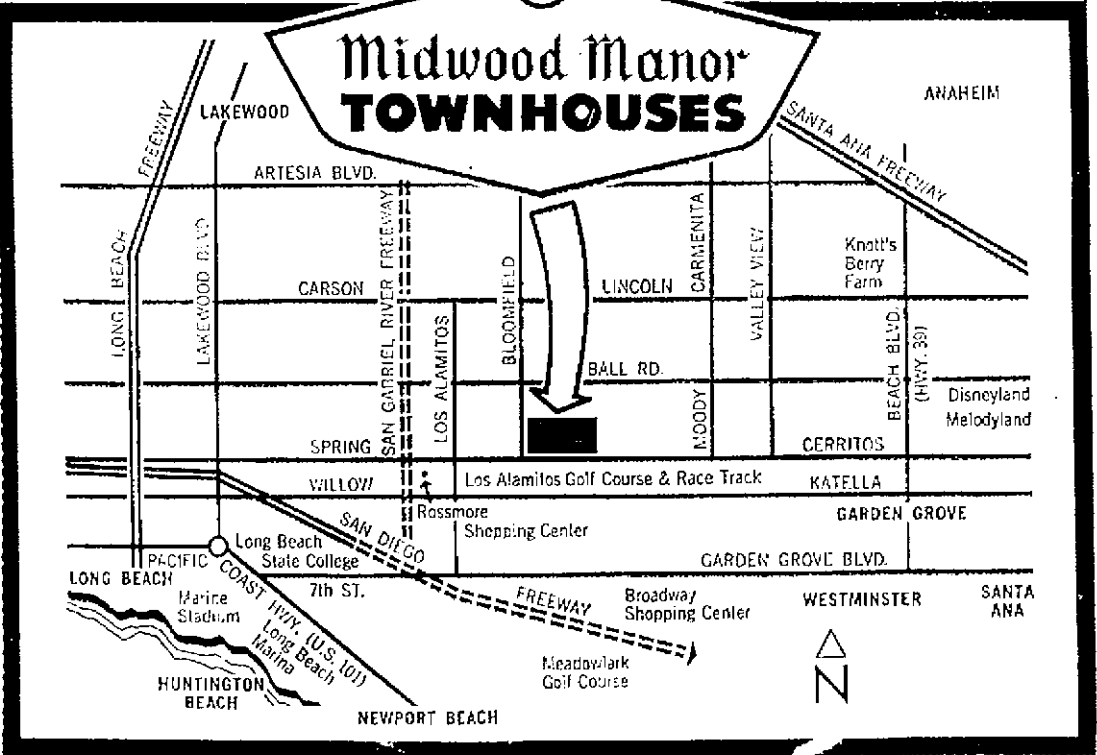 Midwood Manor
TOWNHOUSES
LAKEWOOD
ANAHEIM
FREEWAY
SANTA ANA FREEWAY
ARTESIA BLVD.
LONG BEACH
LAKEWOOD BLVD
SAN GABRIEL RIVER FREEWAY
BLOOMFIELD
CARMENITA
VALLEY VIEW
Knott's
Berry
Farm
CARSON
LINCOLN
LOS ALAMITOS
BALL RD.
MOODY
BEACH BLVD.
(HWY. 39)
Disneyland
Melodyland
SPRING
CERRITOS
WILLOW
Los Alamitos Golf Course & Race Track
KATELLA
Rossmore
Shopping Center
GARDEN GROVE
SAN DIEGO
FREEWAY
Long Beach
State College
PACIFIC COAST HWY. (U.S. 101)
GARDEN GROVE BLVD.
LONG BEACH
7th ST.
Marine
Stadium
Long Beach
Marina
Broadway
Shopping Center
WESTMINSTER
SANTA
ANA
Meadowlark
Golf Course
N
HUNTINGTON
BEACH
NEWPORT BEACH